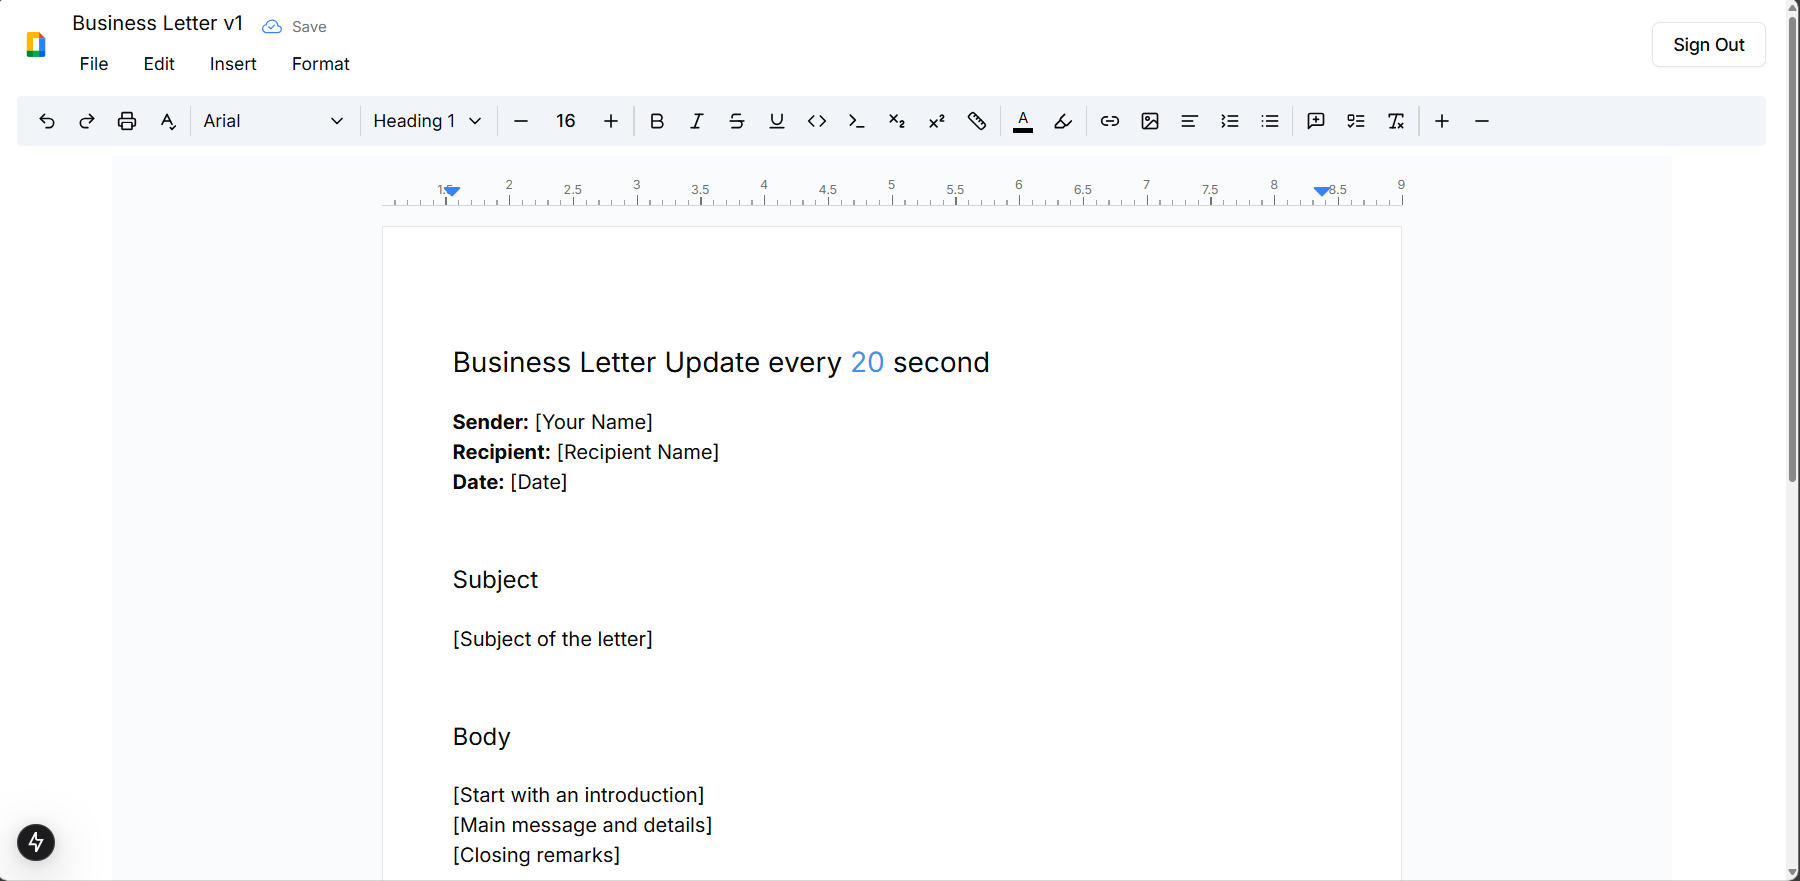 Business Letter v1 Save
File Edit Insert Format
Sign Out
Arial Heading 1 16 B I S U A
2 2.5 3 3.5 4 4.5 5 5.5 6 6.5 7 7.5 8 8.5 9
Business Letter Update every 20 second
Sender: [Your Name]
Recipient: [Recipient Name]
Date: [Date]
Subject
[Subject of the letter]
Body
[Start with an introduction]
[Main message and details]
[Closing remarks]